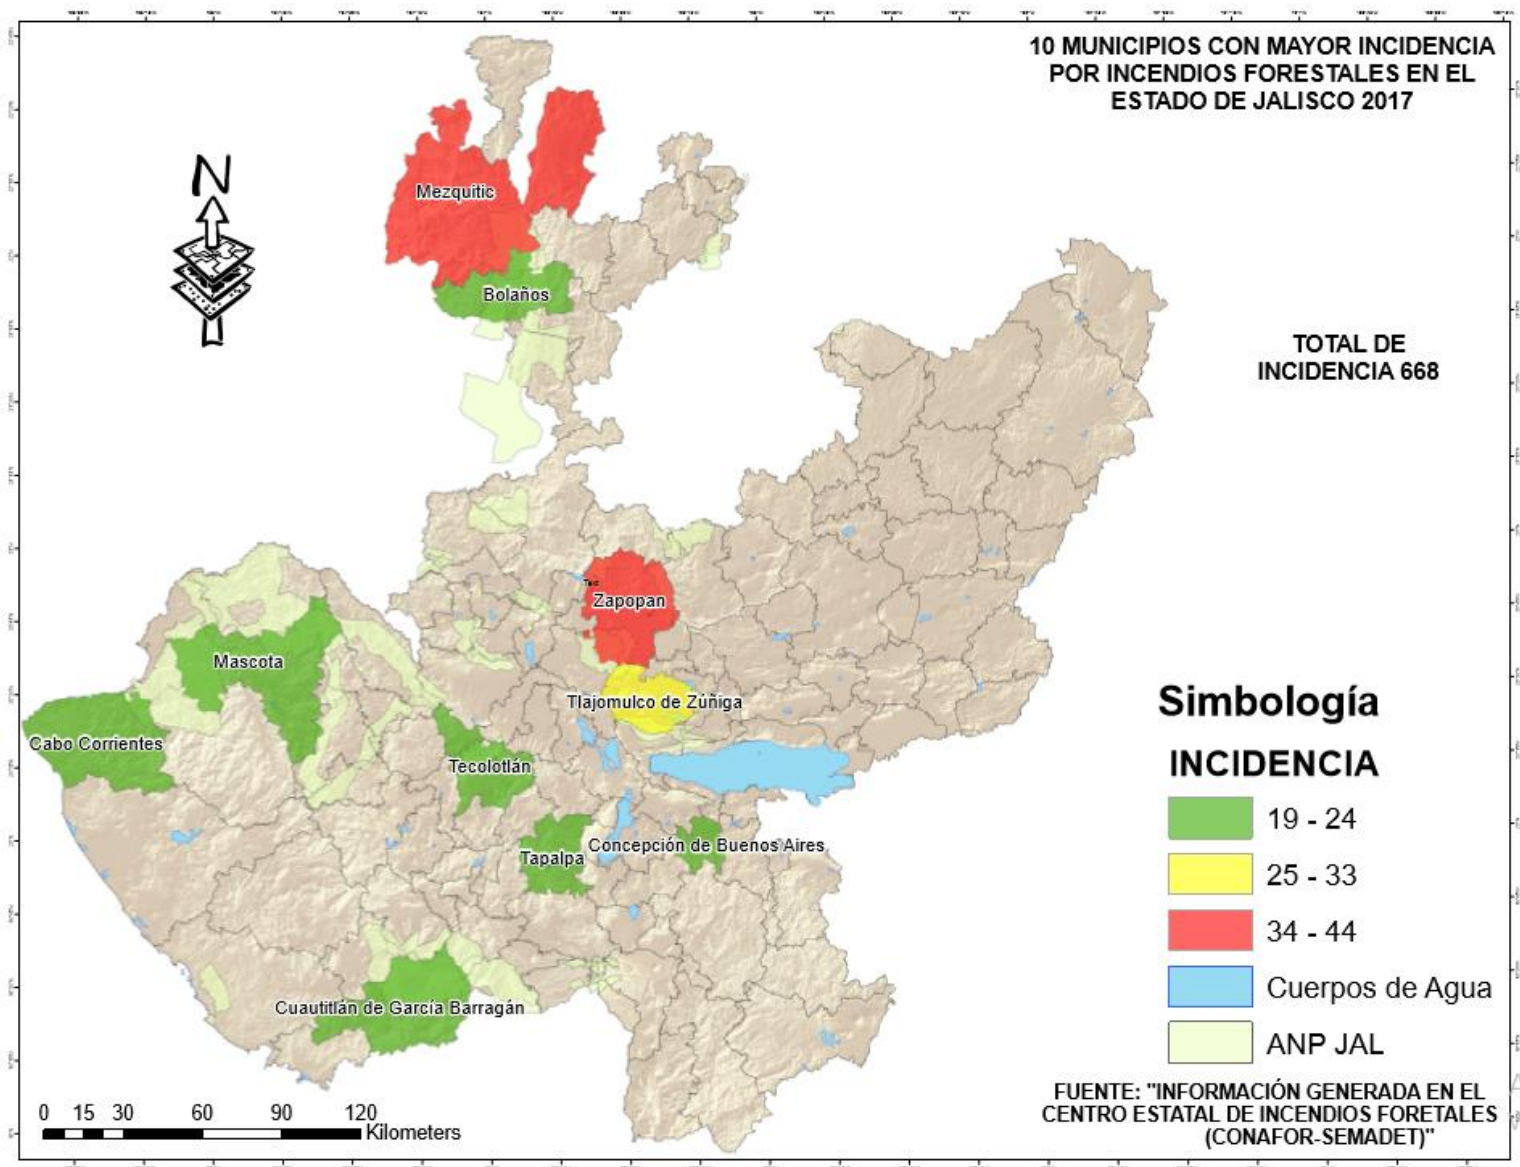 10 MUNICIPIOS CON MAYOR INCIDENCIA
POR INCENDIOS FORESTALES EN EL
ESTADO DE JALISCO 2017
N
Mezquitic
Bolaños
TOTAL DE
INCIDENCIA 668
Text
Zapopan
Mascota
Tlajomulco de Zúñiga
Cabo Corrientes
Tecolotlán
Concepción de Buenos Aires
Tapalpa
Cuautitlán de García Barragán
Simbología
INCIDENCIA
19 - 24
25 - 33
34 - 44
Cuerpos de Agua
ANP JAL
FUENTE: "INFORMACIÓN GENERADA EN EL
CENTRO ESTATAL DE INCENDIOS FORETALES
(CONAFOR-SEMADET)"
0 15 30 60 90 120
Kilometers